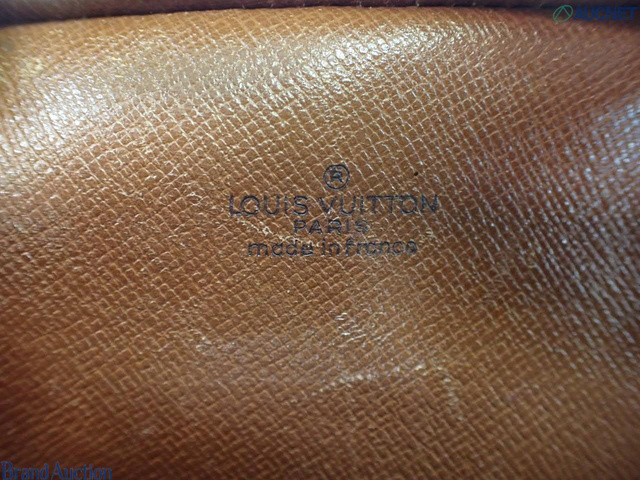 ®
LOUIS VUITTON
PARIS
made in france
Brand Auction